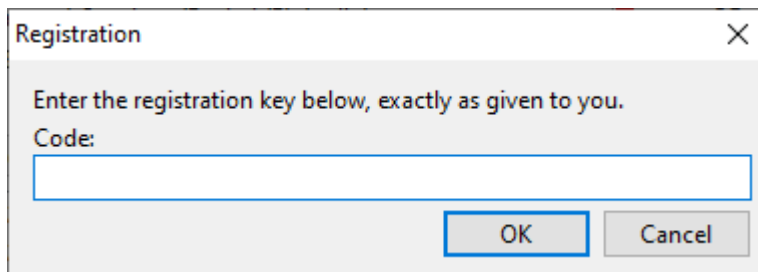 Registration
Enter the registration key below, exactly as given to you.
Code:
OK Cancel